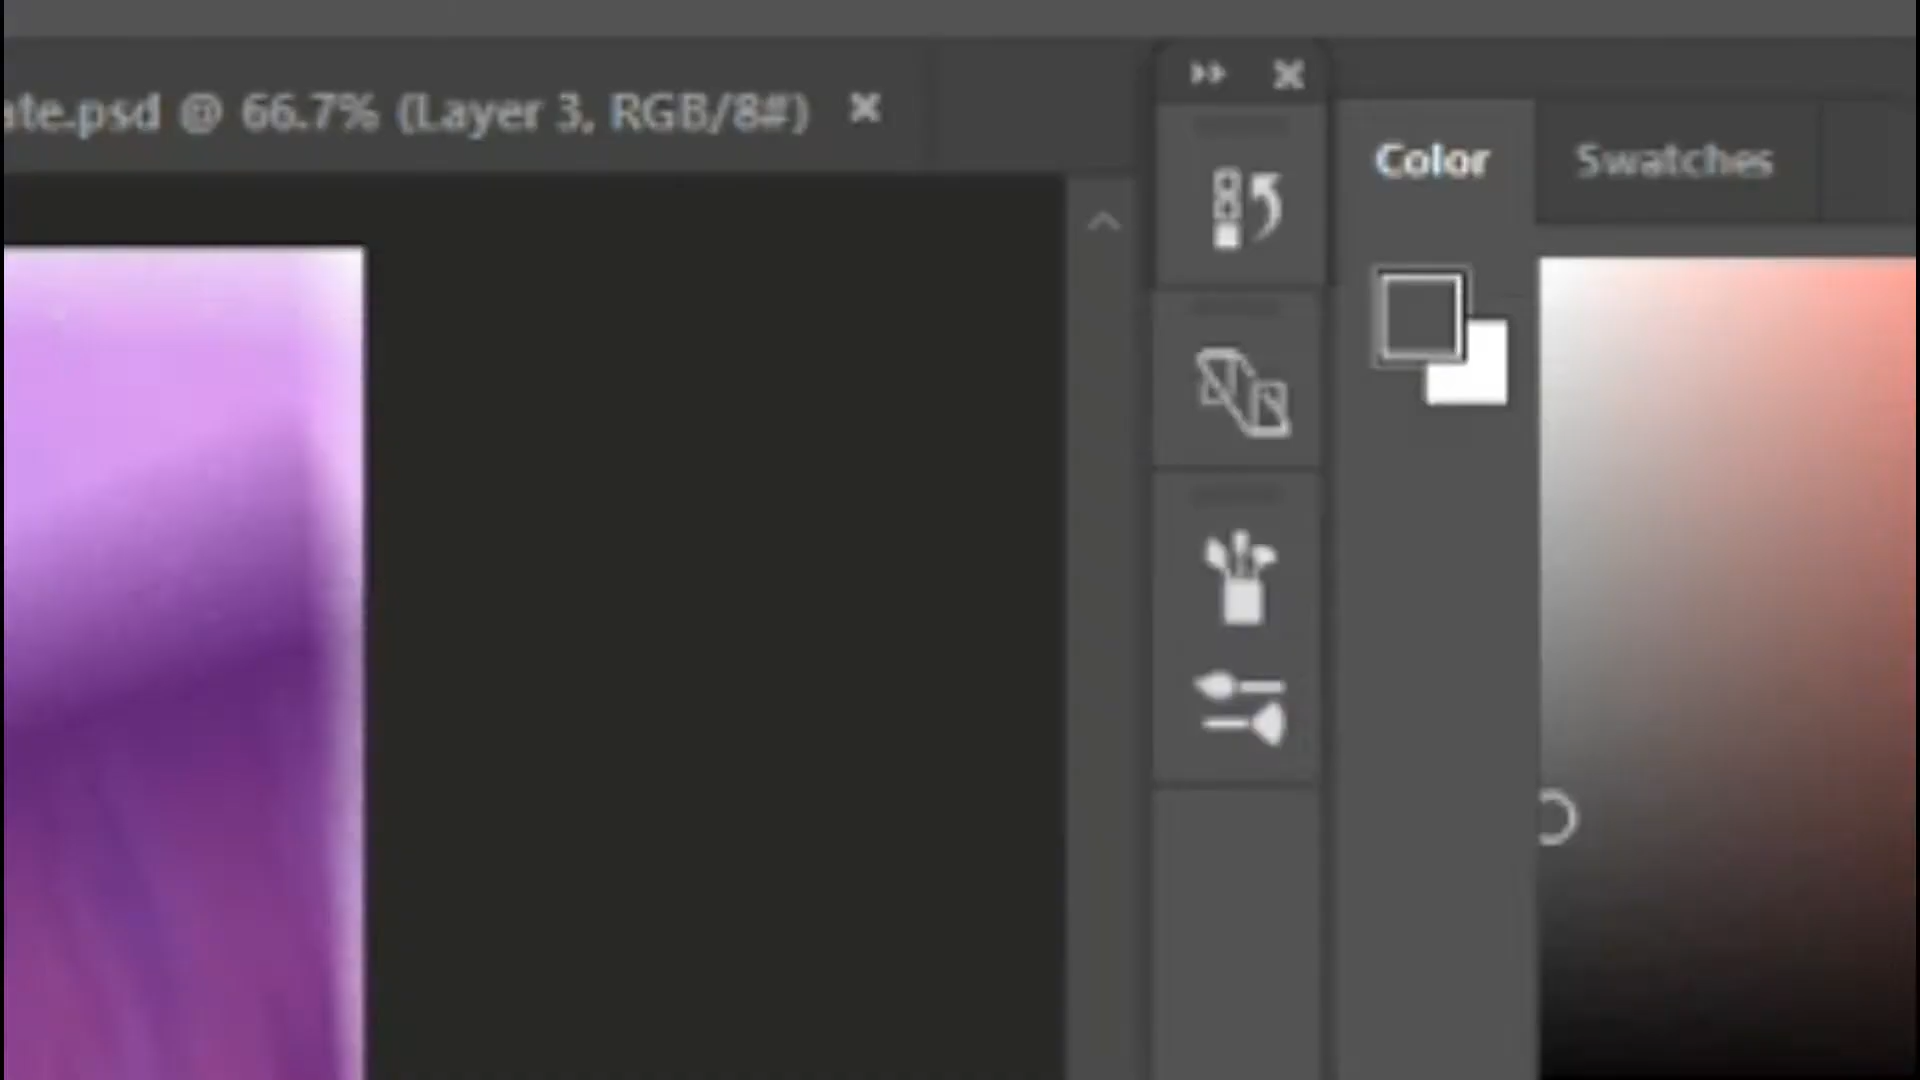 ate.psd @ 66.7% (Layer 3, RGB/8#)
Color
Swatches